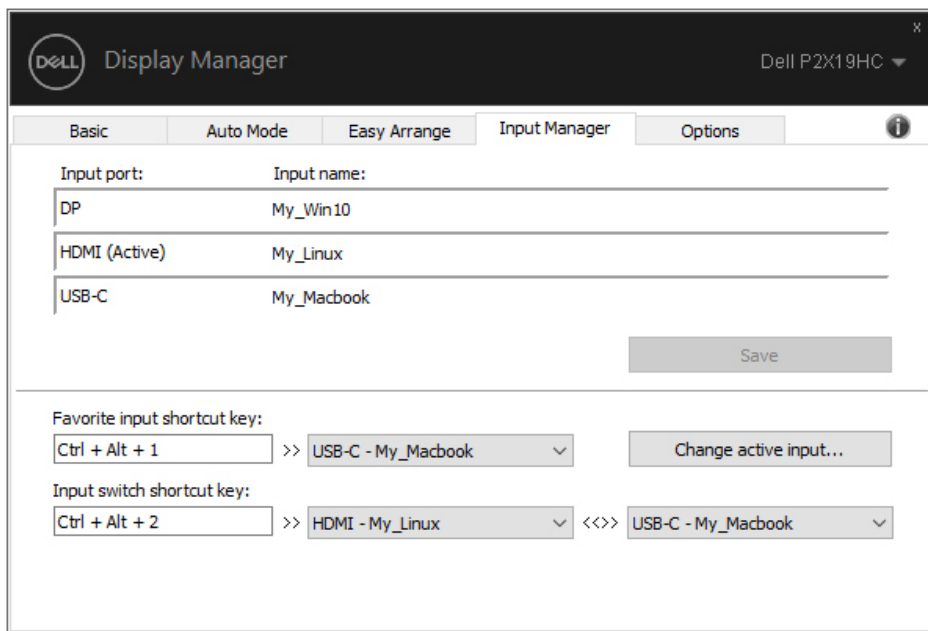 x
DELL Display Manager Dell P2X19HC
Basic Auto Mode Easy Arrange Input Manager Options i
Input port: Input name:
DP My_Win10
HDMI (Active) My_Linux
USB-C My_Macbook
Save
Favorite input shortcut key:
Ctrl + Alt + 1 >> USB-C - My_Macbook Change active input...
Input switch shortcut key:
Ctrl + Alt + 2 >> HDMI - My_Linux <<>> USB-C - My_Macbook